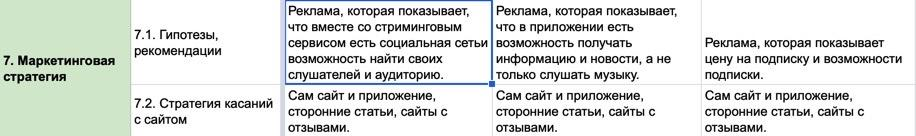 7. Маркетинговая
стратегия
7.1. Гипотезы,
рекомендации
Реклама, которая показывает,
что вместе со стриминговым
сервисом есть социальная сетьи
возможность найти своих
слушателей и аудиторию.
Реклама, которая показывает,
что в приложении есть
возможность получать
информацию и новости, а не
только слушать музыку.
Реклама, которая показывает
цену на подписку и возможности
подписки.
7.2. Стратегия касаний
с сайтом
Сам сайт и приложение,
сторонние статьи, сайты с
отзывами.
Сам сайт и приложение,
сторонние статьи, сайты с
отзывами.
Сам сайт и приложение,
сторонние статьи, сайты с
отзывами.